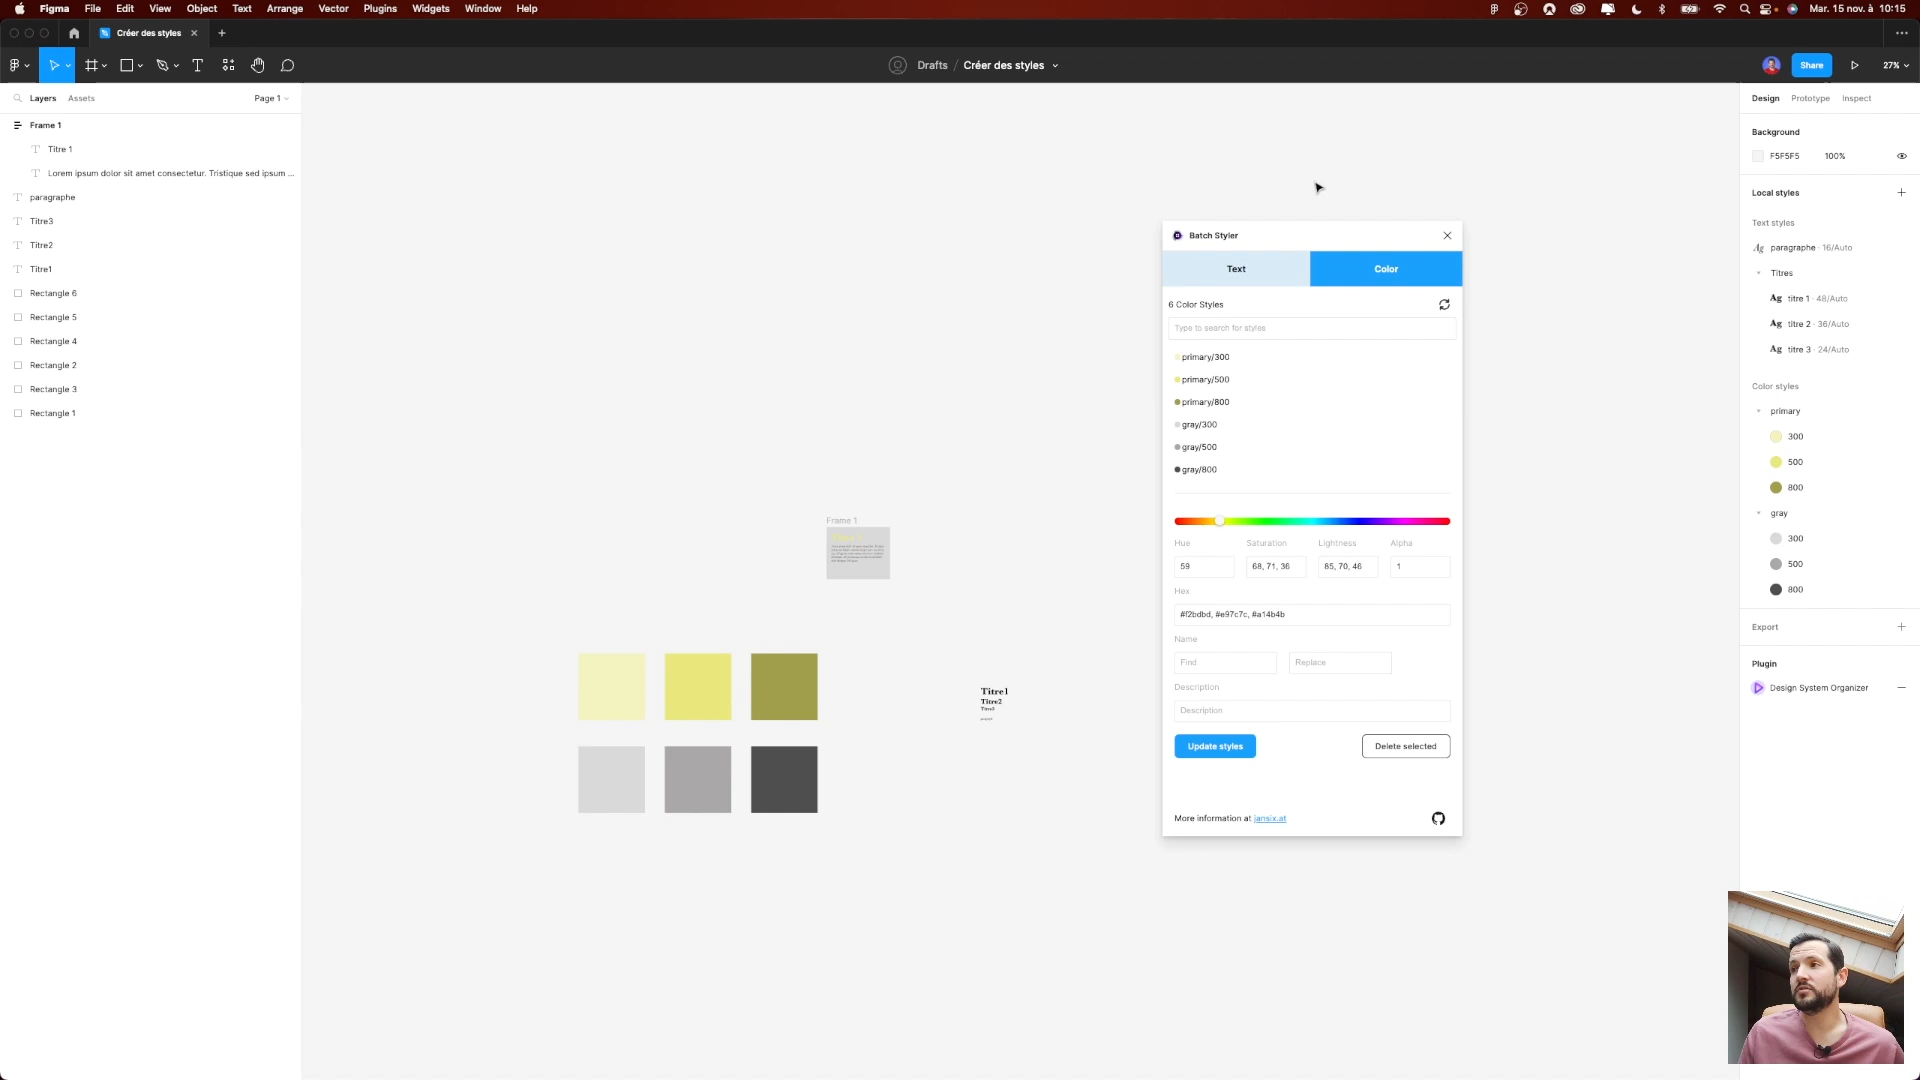 Figma File Edit View Object Text Arrange Vector Plugins Widgets Window Help
Mar. 15 nov. à 10:15
Créer des styles
Drafts / Créer des styles
Share
27%
Layers Assets
Page 1
Frame 1
Titre 1
Lorem ipsum dolor sit amet consectetur. Tristique sed ipsum ...
paragraphe
Titre3
Titre2
Titre1
Rectangle 6
Rectangle 5
Rectangle 4
Rectangle 2
Rectangle 3
Rectangle 1
Frame 1
Titre1
Titre2
Titre3
Batch Styler
Text
Color
6 Color Styles
Type to search for styles
primary/300
primary/500
primary/800
gray/300
gray/500
gray/800
Hue Saturation Lightness Alpha
59 68, 71, 36 85, 70, 46 1
Hex
#f2bdbd, #e97c7c, #a14b4b
Name
Find Replace
Description
Description
Update styles
Delete selected
More information at jansix.at
Design Prototype Inspect
Background
F5F5F5 100%
Local styles
Text styles
Ag paragraphe · 16/Auto
Titres
Ag titre 1 · 48/Auto
Ag titre 2 · 36/Auto
Ag titre 3 · 24/Auto
Color styles
primary
300
500
800
gray
300
500
800
Export
Plugin
Design System Organizer